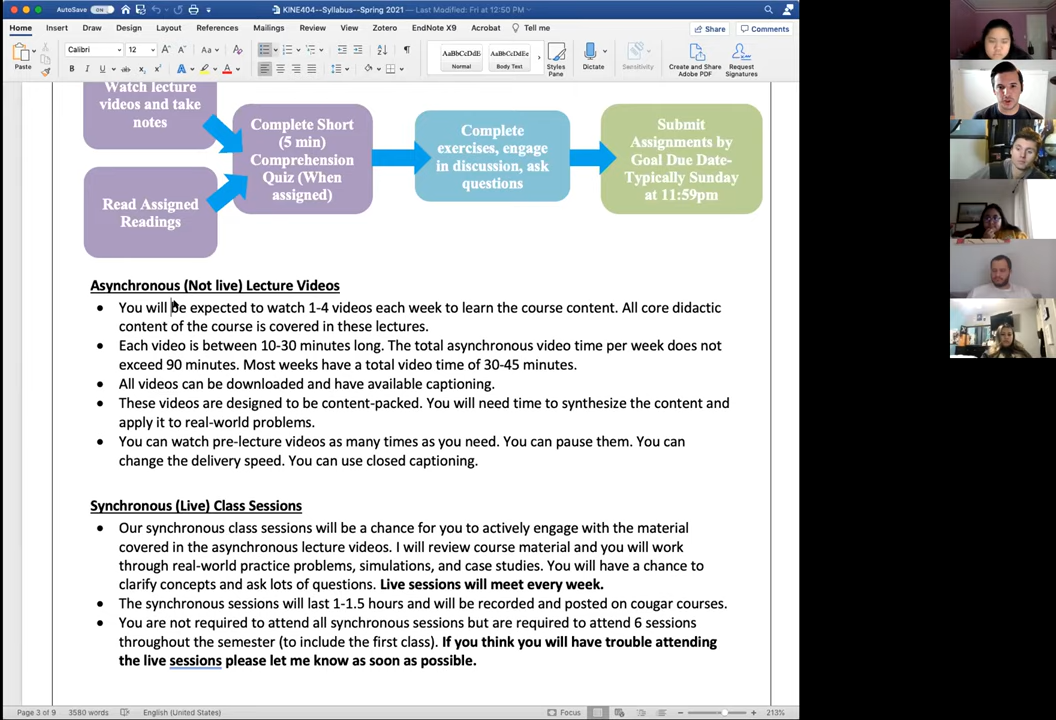 AutoSave ON
KINE404--Syllabus--Spring 2021 — Last Modified: Fri at 12:50 PM
Home Insert Draw Design Layout References Mailings Review View Zotero EndNote X9 Acrobat Tell me Share Comments
Paste Calibri 12 Normal Body Text Styles Pane Dictate Sensitivity Create and Share Adobe PDF Request Signatures
Watch lecture
videos and take
notes
Read Assigned
Readings
Complete Short
(5 min)
Comprehension
Quiz (When
assigned)
Complete
exercises, engage
in discussion, ask
questions
Submit
Assignments by
Goal Due Date-
Typically Sunday
at 11:59pm
Asynchronous (Not live) Lecture Videos
• You will be expected to watch 1-4 videos each week to learn the course content. All core didactic
content of the course is covered in these lectures.
• Each video is between 10-30 minutes long. The total asynchronous video time per week does not
exceed 90 minutes. Most weeks have a total video time of 30-45 minutes.
• All videos can be downloaded and have available captioning.
• These videos are designed to be content-packed. You will need time to synthesize the content and
apply it to real-world problems.
• You can watch pre-lecture videos as many times as you need. You can pause them. You can
change the delivery speed. You can use closed captioning.
Synchronous (Live) Class Sessions
• Our synchronous class sessions will be a chance for you to actively engage with the material
covered in the asynchronous lecture videos. I will review course material and you will work
through real-world practice problems, simulations, and case studies. You will have a chance to
clarify concepts and ask lots of questions. Live sessions will meet every week.
• The synchronous sessions will last 1-1.5 hours and will be recorded and posted on cougar courses.
• You are not required to attend all synchronous sessions but are required to attend 6 sessions
throughout the semester (to include the first class). If you think you will have trouble attending
the live sessions please let me know as soon as possible.
Page 3 of 9 3580 words English (United States) Focus 213%